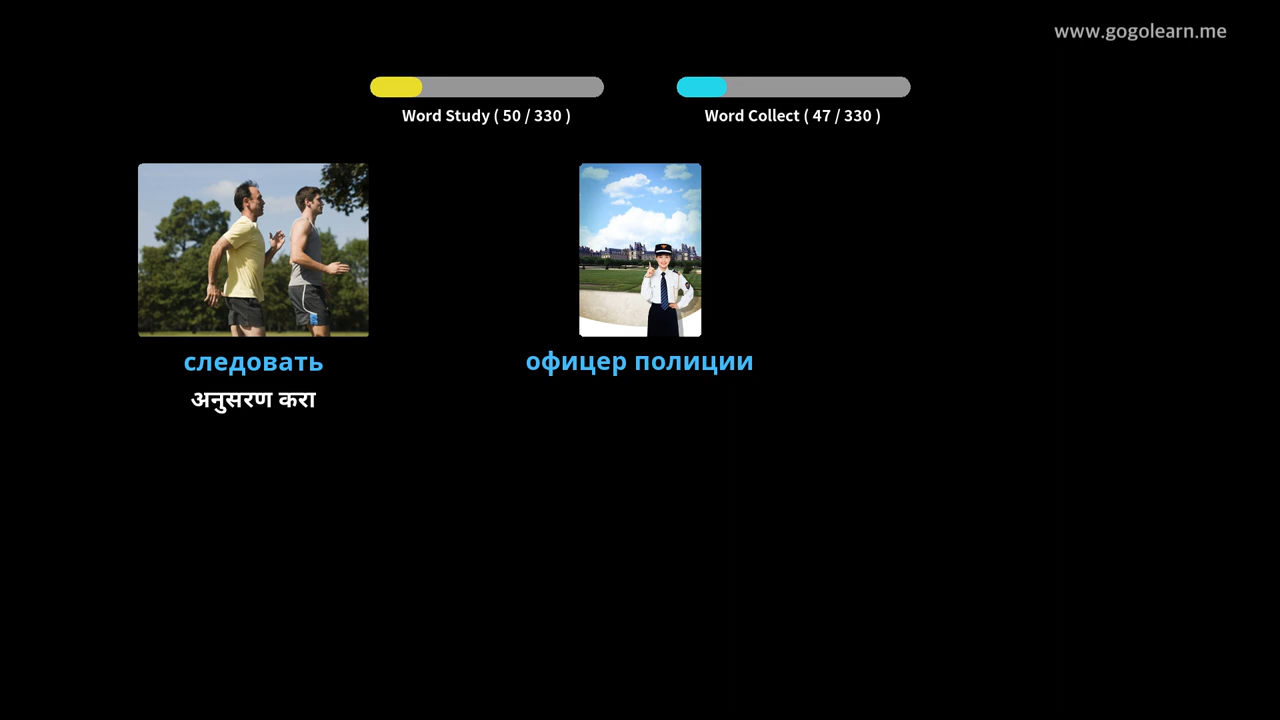 www.gogolearn.me
Word Study ( 50 / 330 )
Word Collect ( 47 / 330 )
следовать
अनुसरण करा
офицер полиции